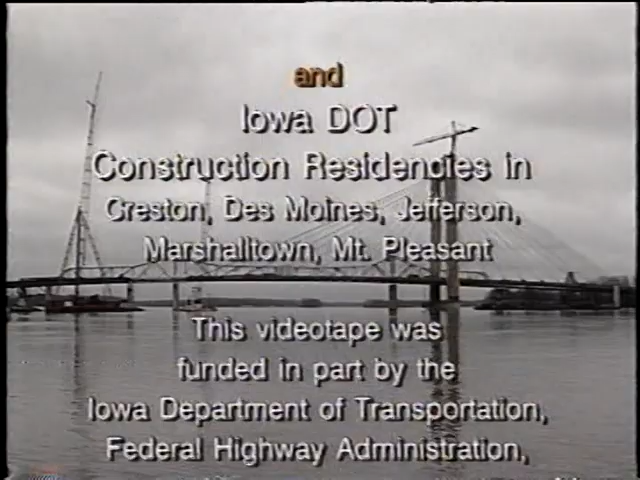 and
Iowa DOT
Construction Residencies in
Creston, Des Moines, Jefferson,
Marshalltown, Mt. Pleasant
This videotape was
funded in part by the
Iowa Department of Transportation,
Federal Highway Administration,